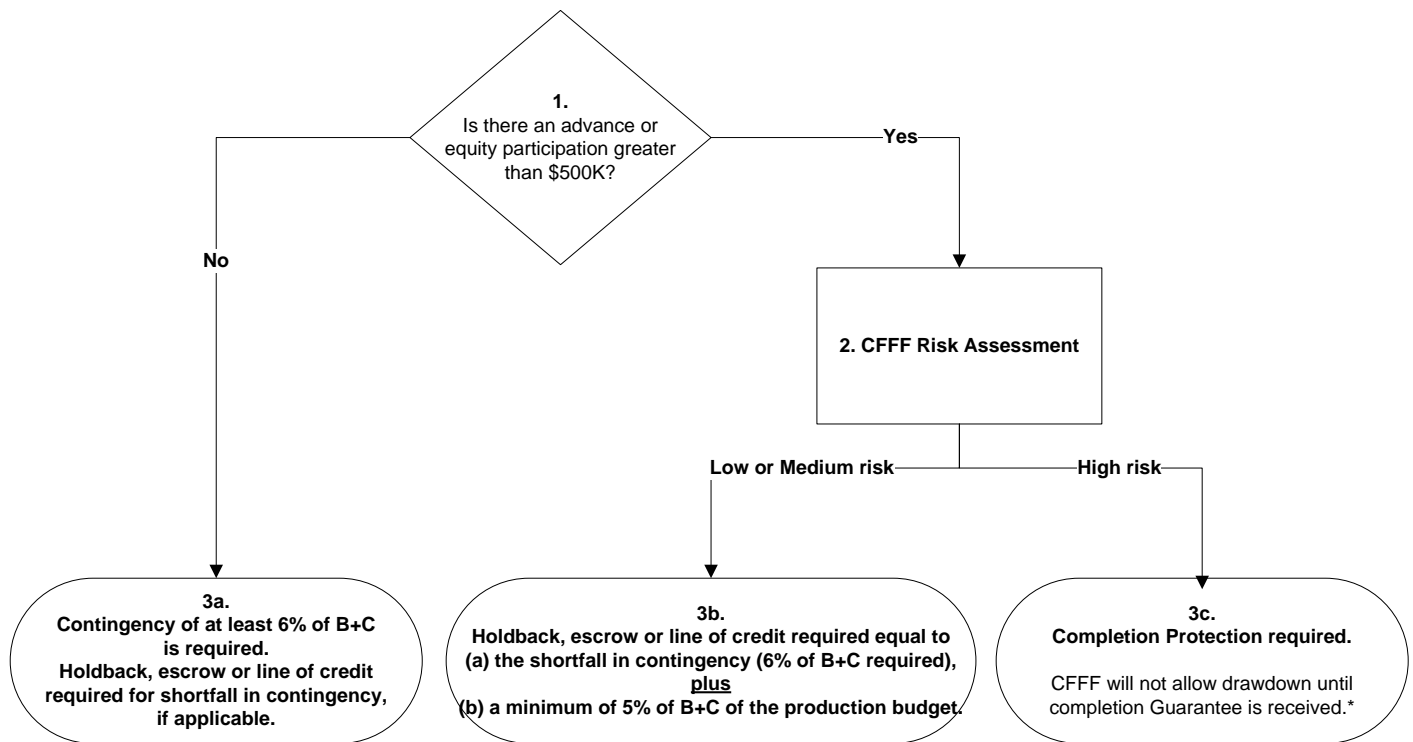 1.
Is there an advance or
equity participation greater
than $500K?
Yes
No
2. CFFF Risk Assessment
Low or Medium risk
High risk
3a.
Contingency of at least 6% of B+C
is required.
Holdback, escrow or line of credit
required for shortfall in contingency,
if applicable.
3b.
Holdback, escrow or line of credit required equal to
(a) the shortfall in contingency (6% of B+C required),
plus
(b) a minimum of 5% of B+C of the production budget.
3c.
Completion Protection required.
CFFF will not allow drawdown until
completion Guarantee is received.*